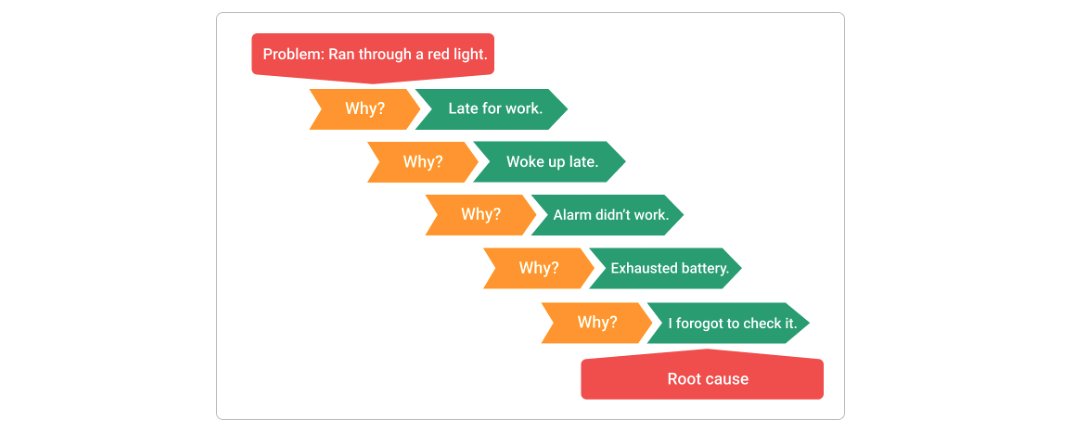 Problem: Ran through a red light.
Why? Late for work.
Why? Woke up late.
Why? Alarm didn't work.
Why? Exhausted battery.
Why? I forogot to check it.
Root cause